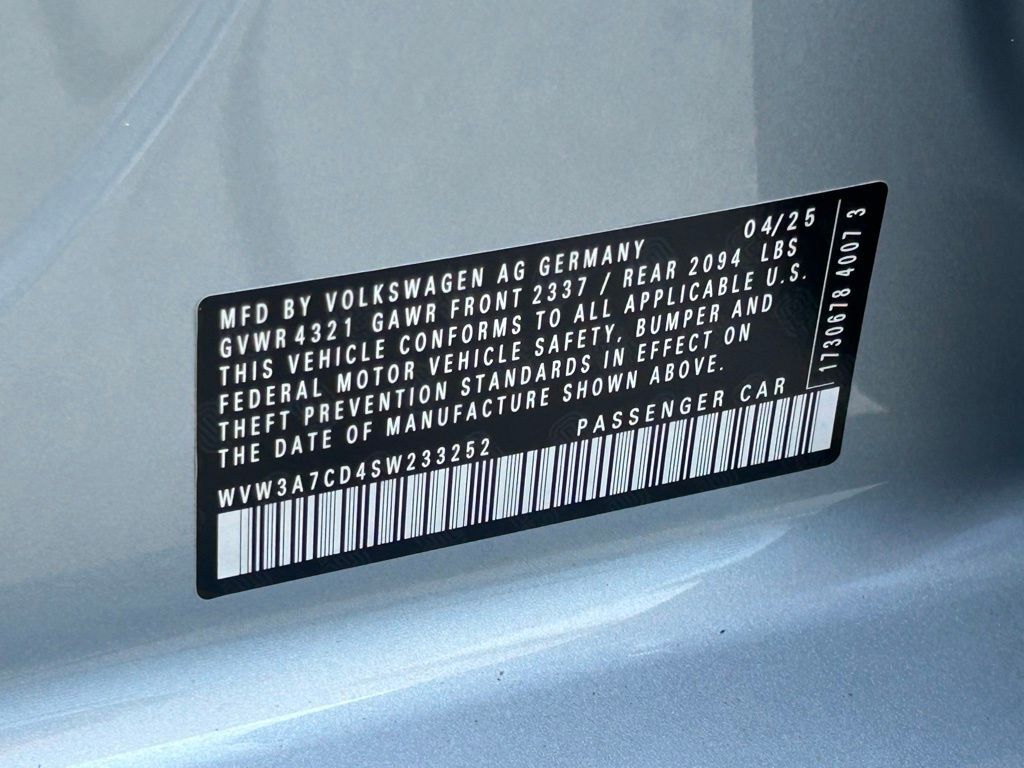 04/25
MFD BY VOLKSWAGEN AG GERMANY
GVWR 4321 GAWR FRONT 2337 / REAR 2094 LBS
THIS VEHICLE CONFORMS TO ALL APPLICABLE U.S.
FEDERAL MOTOR VEHICLE SAFETY, BUMPER AND
THEFT PREVENTION STANDARDS IN EFFECT ON
THE DATE OF MANUFACTURE SHOWN ABOVE.
WVW3A7CD4SW233252 PASSENGER CAR
1730678 4007 3